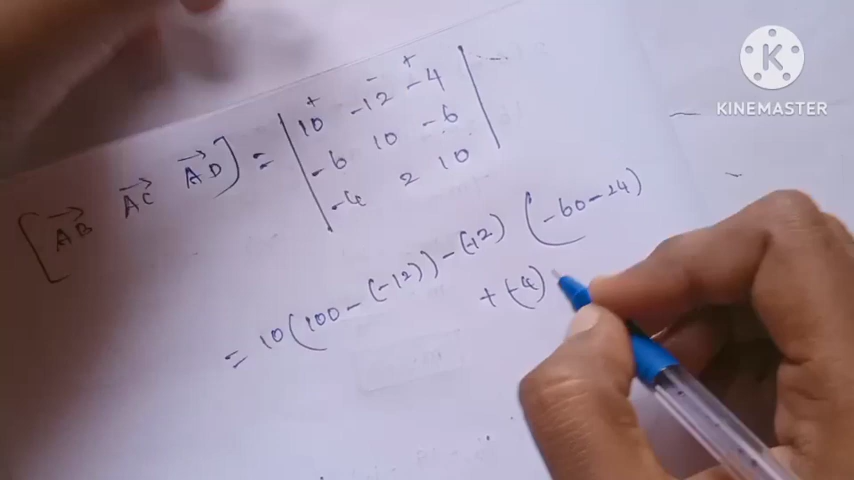 KINEMASTER
+ - +
[AB AC AD] = | 10 -12 -4 |
| -6 10 -6 |
| -4 2 10 |
= 10(100 - (-12)) - (-12) (-60 - 24)
+ (-4)